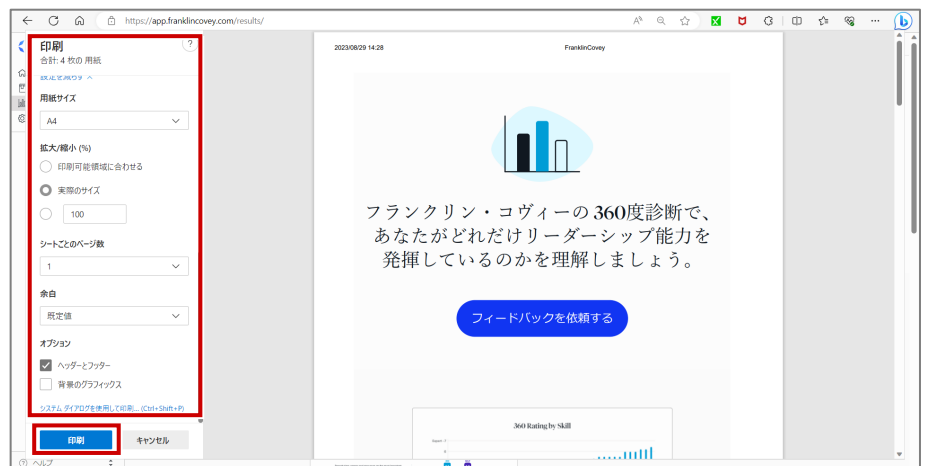 https://app.franklincovey.com/results/
印刷
?
合計: 4 枚の 用紙
設定を減らす
用紙サイズ
A4
拡大/縮小 (%)
印刷可能領域に合わせる
実際のサイズ
100
シートごとのページ数
1
余白
既定値
オプション
ヘッダーとフッター
背景のグラフィックス
システム ダイアログを使用して印刷... (Ctrl+Shift+P)
印刷
キャンセル
ヘルプ
2023/08/29 14:28
FranklinCovey
フランクリン・コヴィーの 360度診断で、
あなたがどれだけリーダーシップ能力を
発揮しているのかを理解しましょう。
フィードバックを依頼する
360 Rating by Skill